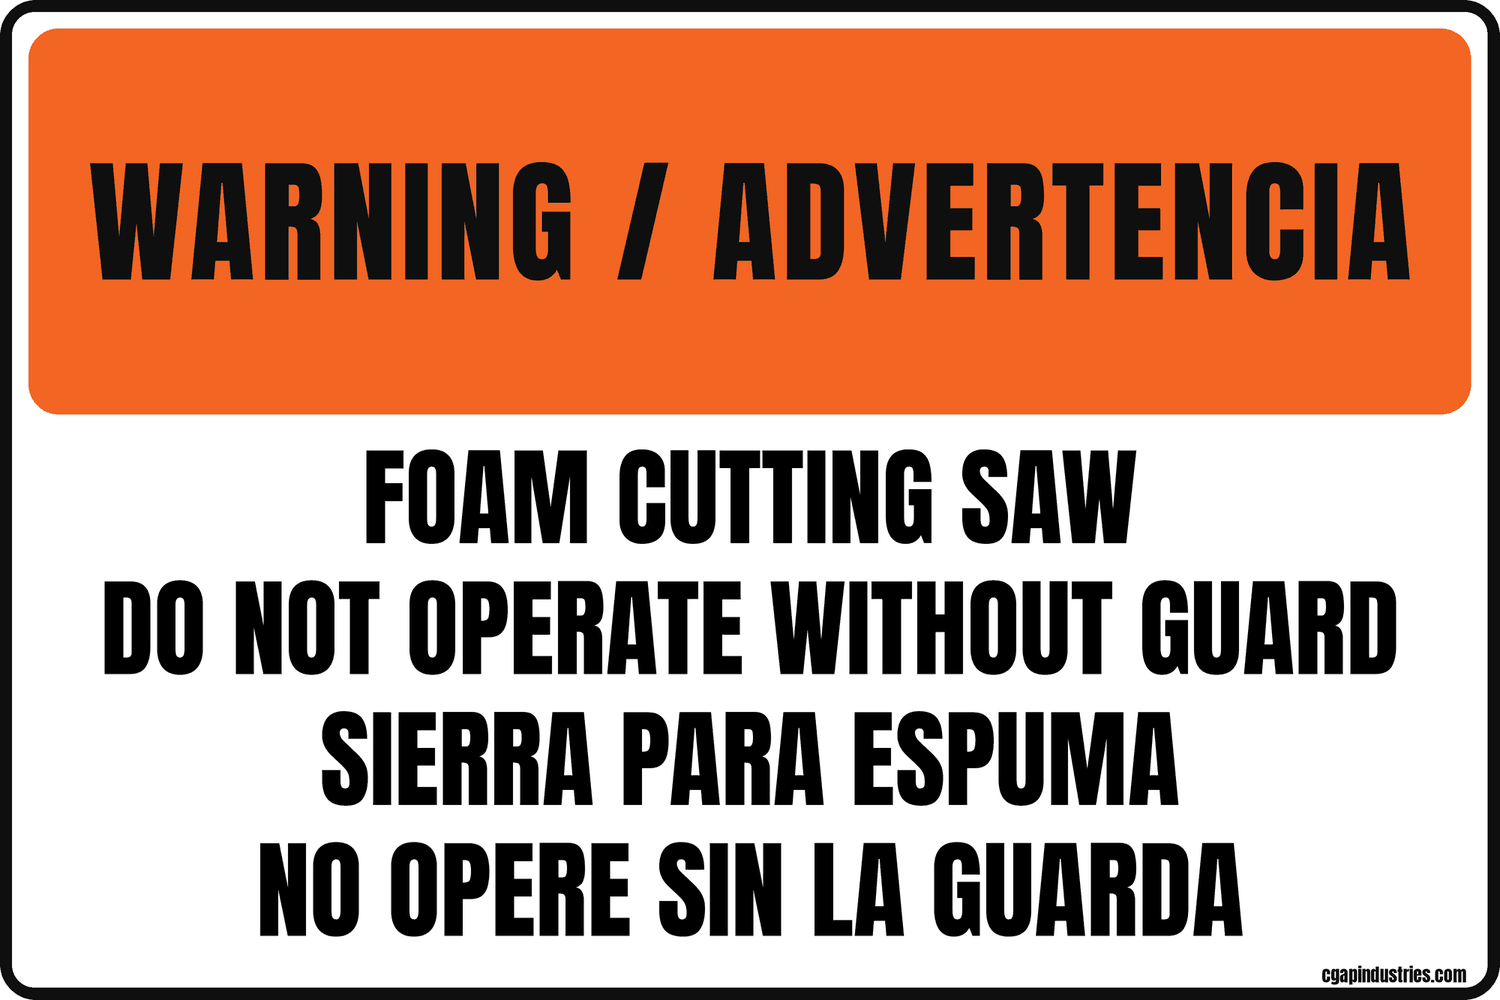 WARNING / ADVERTENCIA
FOAM CUTTING SAW
DO NOT OPERATE WITHOUT GUARD
SIERRA PARA ESPUMA
NO OPERE SIN LA GUARDA
cgapindustries.com